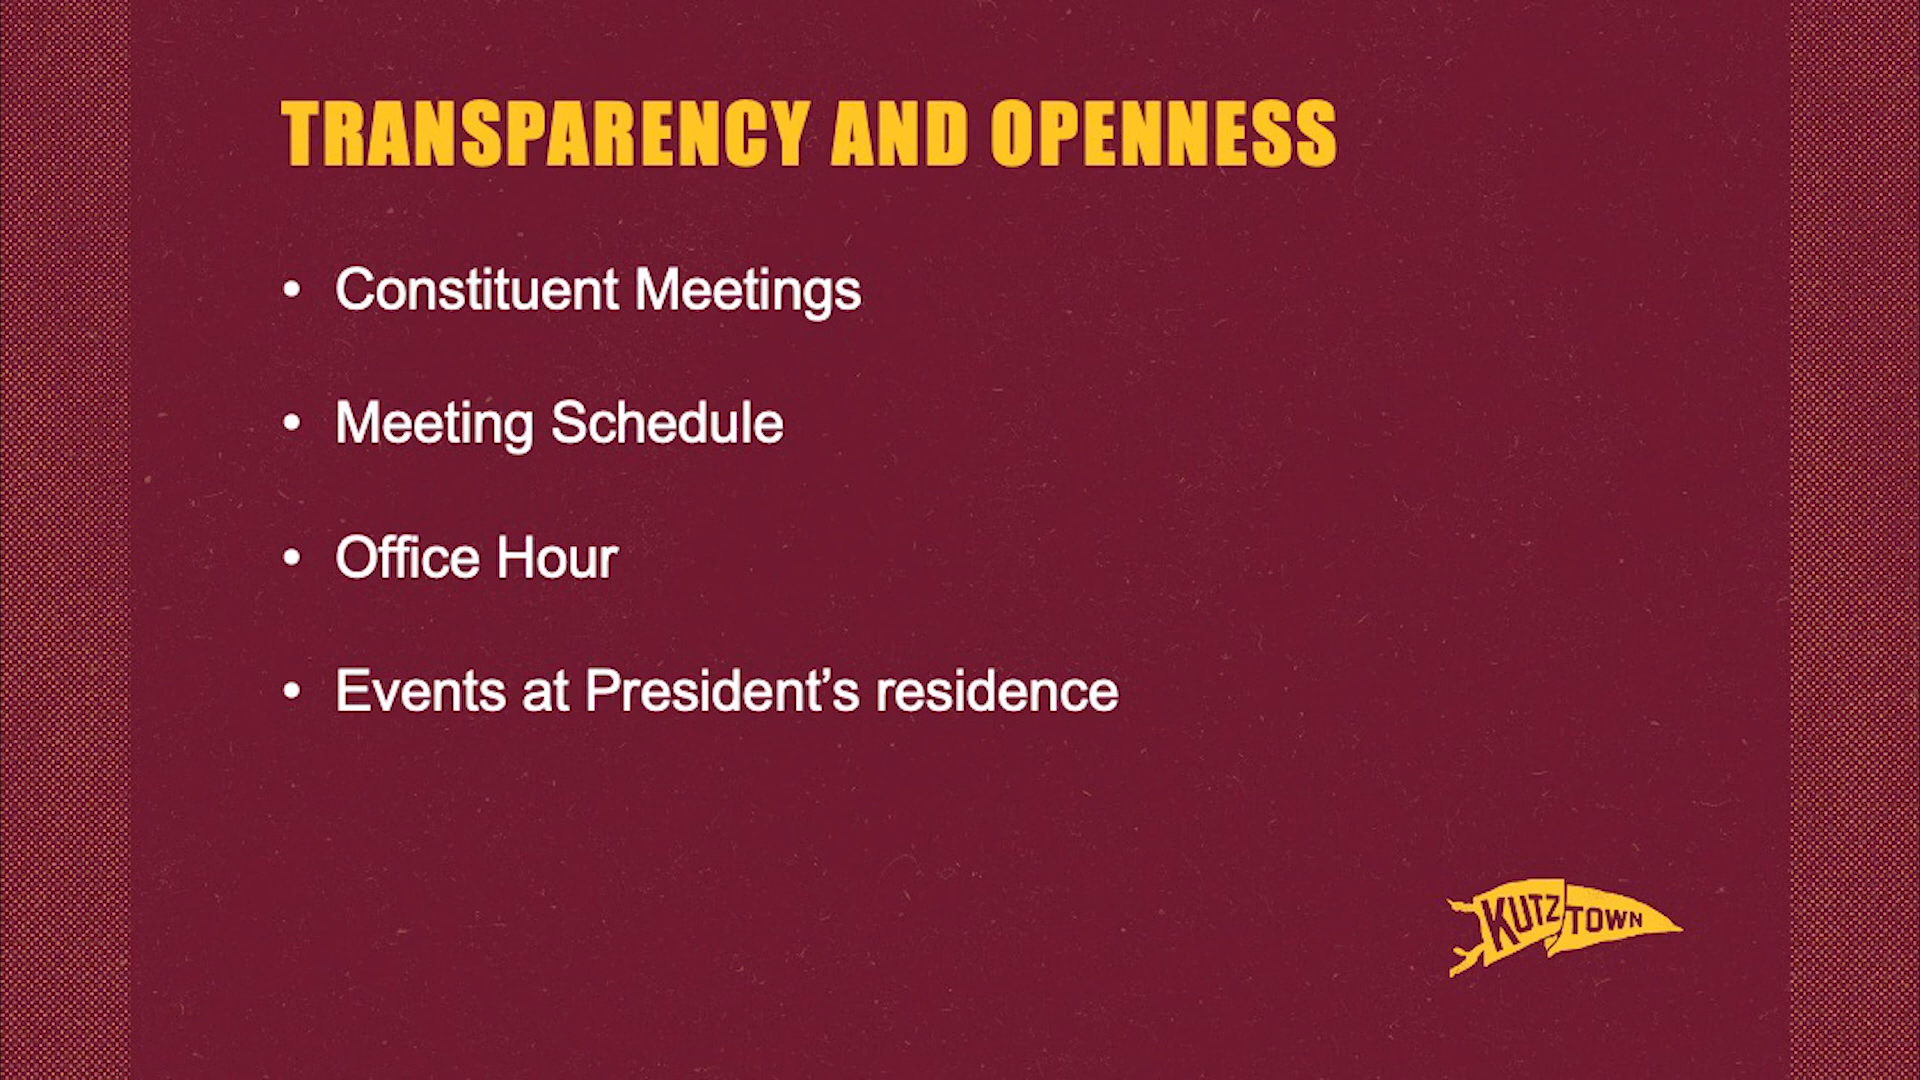 TRANSPARENCY AND OPENNESS
• Constituent Meetings
• Meeting Schedule
• Office Hour
• Events at President’s residence
KUTZTOWN